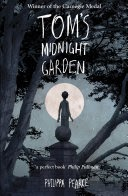 Winner of the Carnegie Medal
TOM'S
MIDNIGHT
GARDEN
'a perfect book' Philip Pullman
PHILIPPA PEARCE